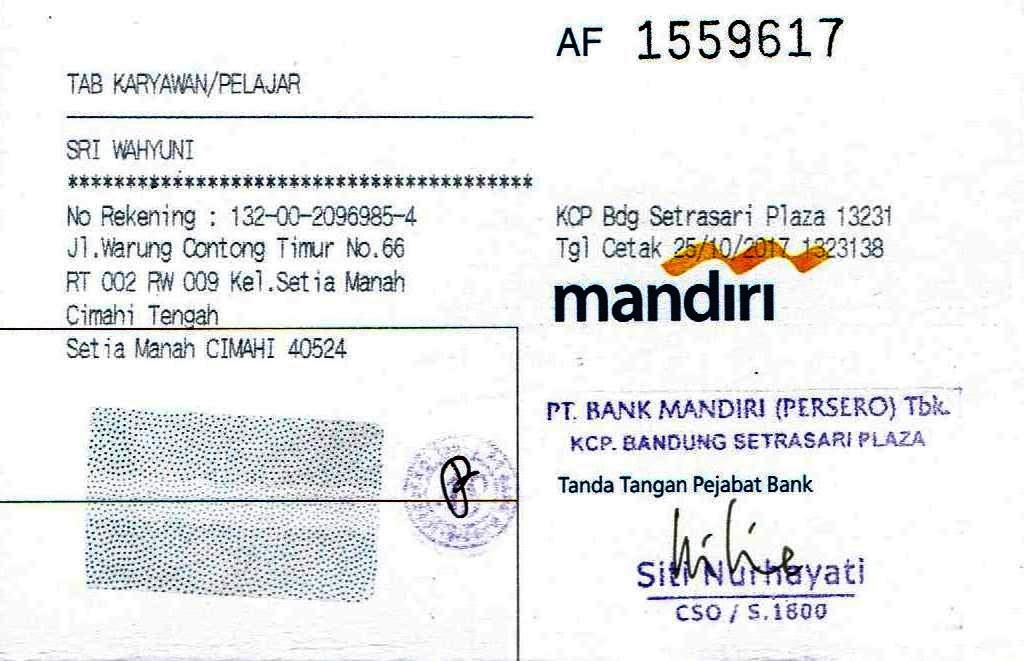 AF 1559617
TAB KARYAWAN/PELAJAR
SRI WAHYUNI
****************************************
No Rekening : 132-00-2096985-4
Jl.Warung Contong Timur No.66
RT 002 RW 009 Kel.Setia Manah
Cimahi Tengah
Setia Manah CIMAHI 40524
KCP Bdg Setrasari Plaza 13231
Tgl Cetak 25/10/2017 1323138
mandırı
PT. BANK MANDIRI (PERSERO) Tbk.
KCP. BANDUNG SETRASARI PLAZA
Tanda Tangan Pejabat Bank
Siti Nurhayati
CSO / S.1800